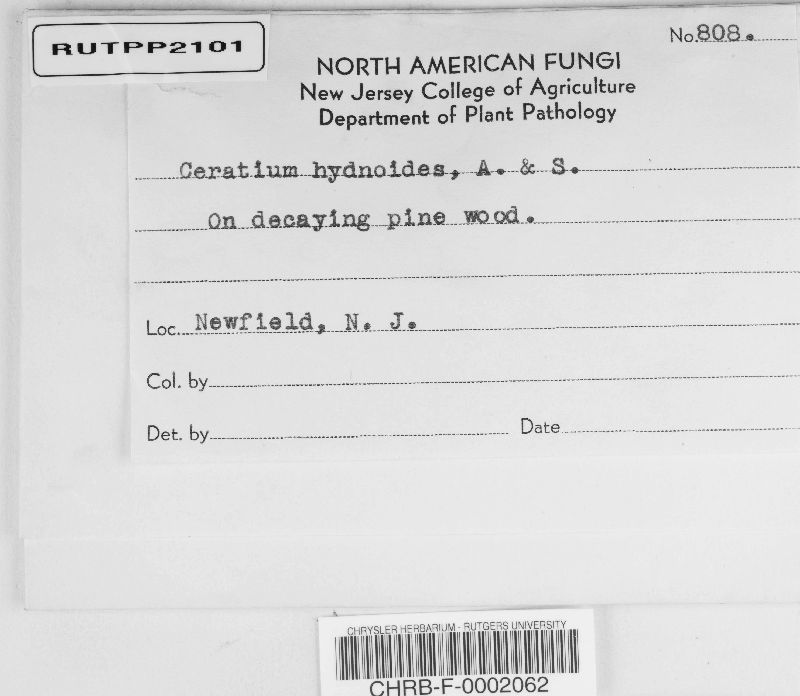 RUTPP2101
No. 808.
NORTH AMERICAN FUNGI
New Jersey College of Agriculture
Department of Plant Pathology
Ceratium hydnoides, A. & S.
On decaying pine wood.
Loc. Newfield, N. J.
Col. by
Det. by Date
CHRYSLER HERBARIUM - RUTGERS UNIVERSITY
CHRB-F-0002062